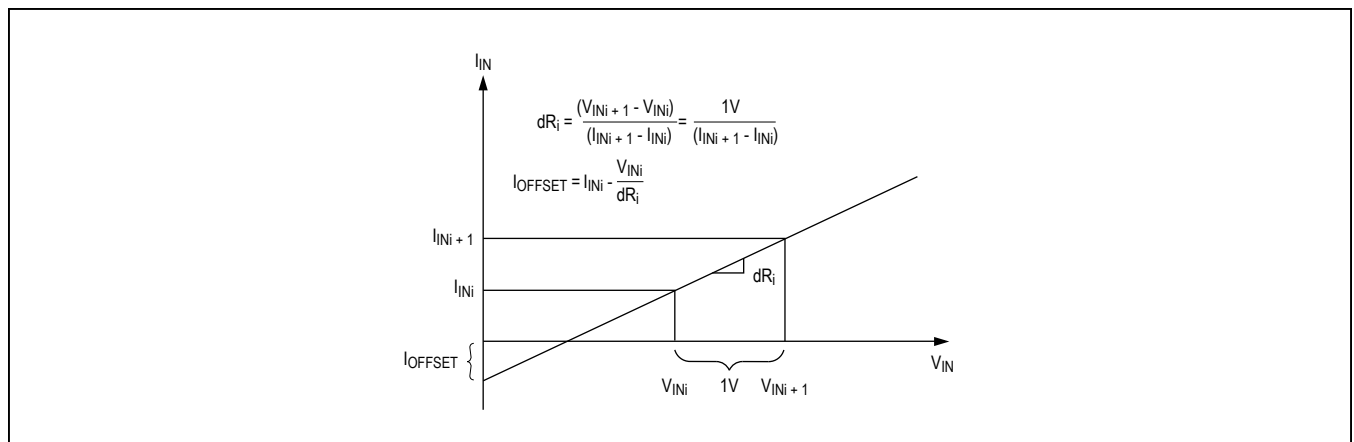 I_IN
dR_i = (V_INi + 1 - V_INi) / (I_INi + 1 - I_INi) = 1V / (I_INi + 1 - I_INi)
I_OFFSET = I_INi - V_INi / dR_i
I_INi + 1
dR_i
I_INi
I_OFFSET
V_IN
V_INi 1V V_INi + 1